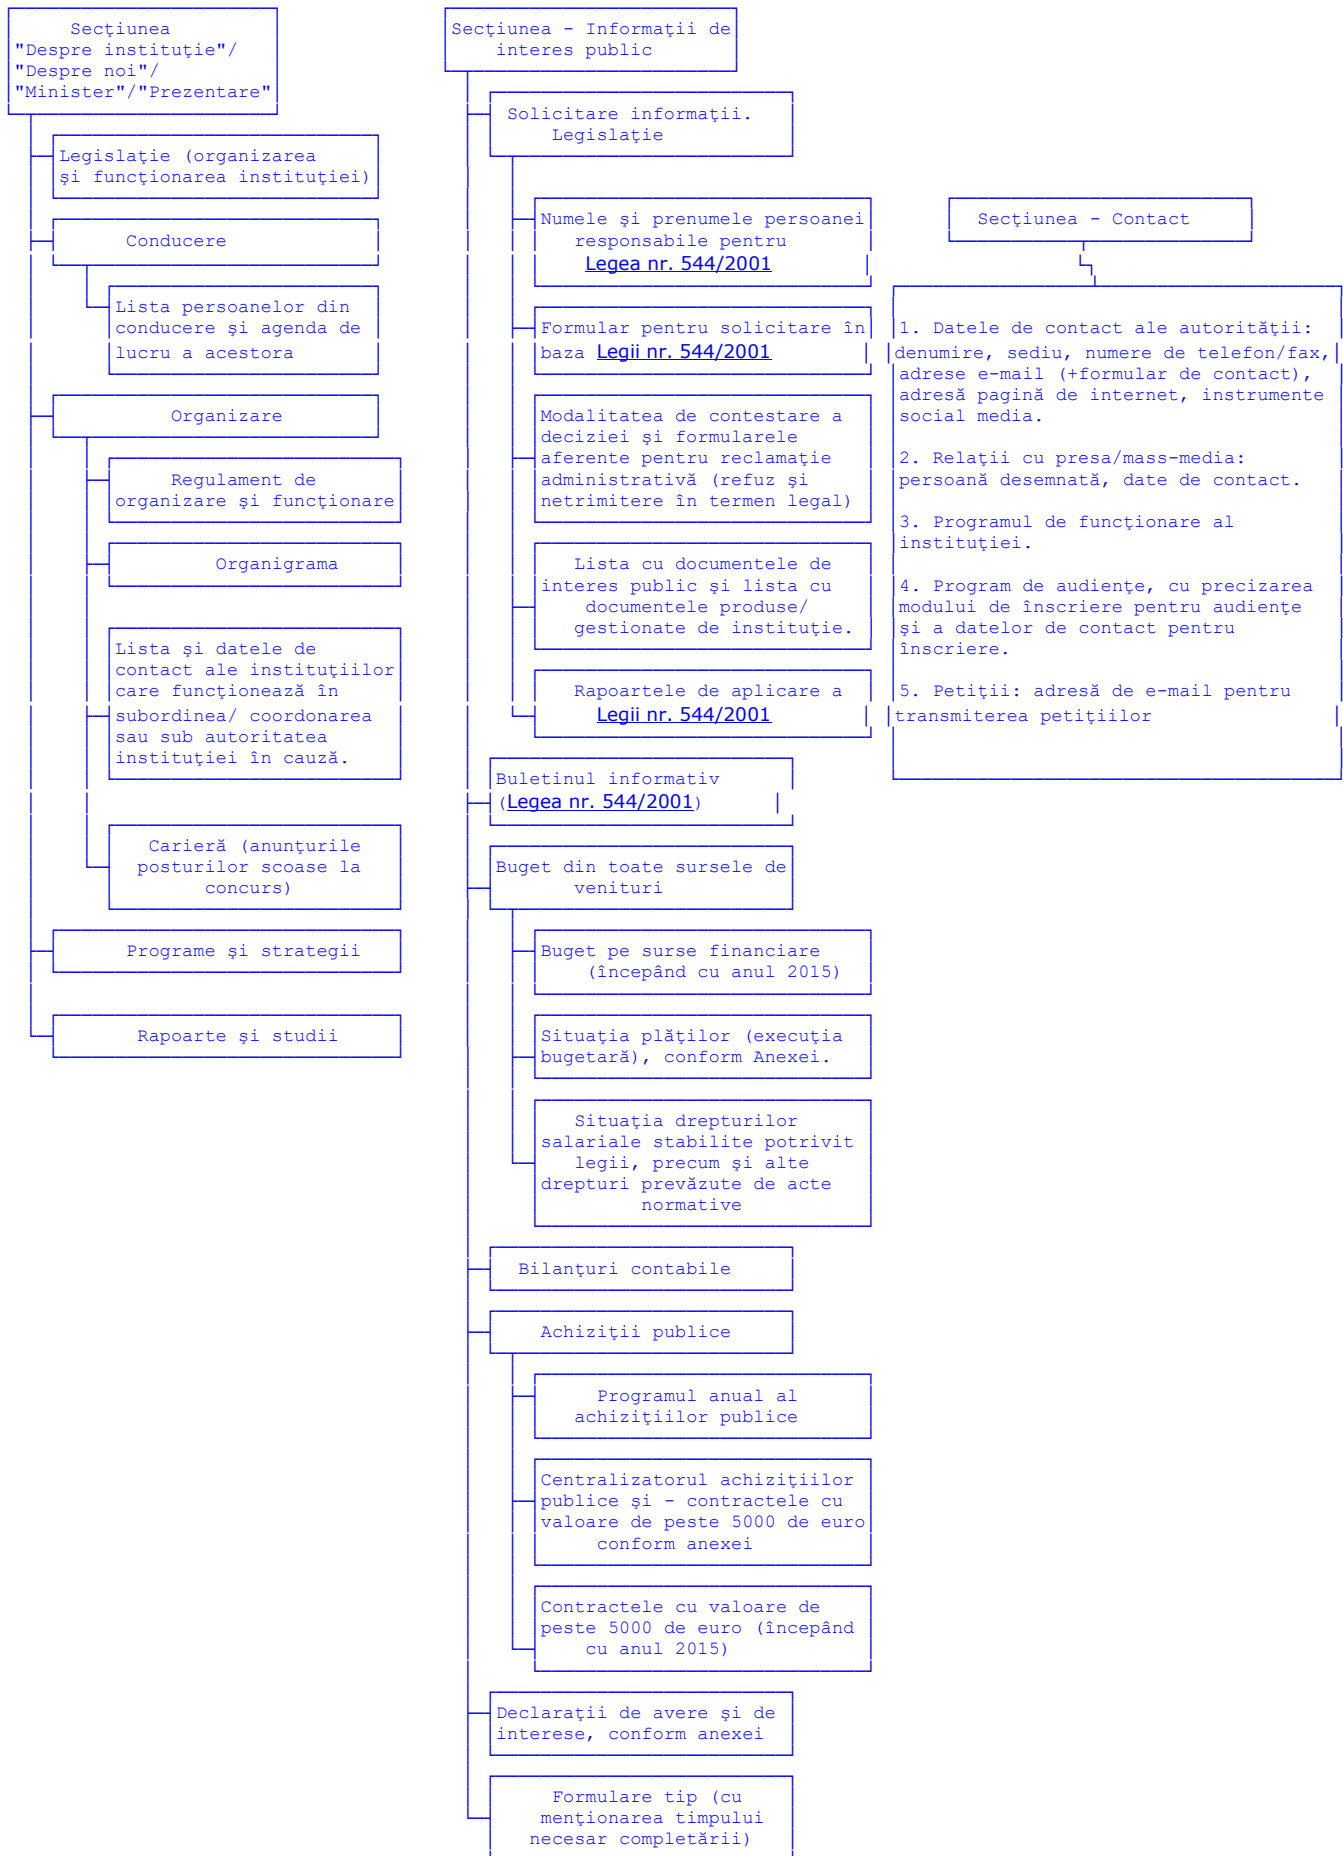 Secţiunea
"Despre instituţie"/
"Despre noi"/
"Minister"/"Prezentare"
Legislaţie (organizarea
şi funcţionarea instituţiei)
Conducere
Lista persoanelor din
conducere şi agenda de
lucru a acestora
Organizare
Regulament de
organizare şi funcţionare
Organigrama
Lista şi datele de
contact ale instituţiilor
care funcţionează în
subordinea/ coordonarea
sau sub autoritatea
instituţiei în cauză.
Carieră (anunţurile
posturilor scoase la
concurs)
Programe şi strategii
Rapoarte şi studii
Secţiunea - Informaţii de
interes public
Solicitare informaţii.
Legislaţie
Numele şi prenumele persoanei
responsabile pentru
Legea nr. 544/2001
Formular pentru solicitare în
baza Legii nr. 544/2001
Modalitatea de contestare a
deciziei şi formularele
aferente pentru reclamaţie
administrativă (refuz şi
netrimitere în termen legal)
Lista cu documentele de
interes public şi lista cu
documentele produse/
gestionate de instituţie.
Rapoartele de aplicare a
Legii nr. 544/2001
Buletinul informativ
(Legea nr. 544/2001)
Buget din toate sursele de
venituri
Buget pe surse financiare
(începând cu anul 2015)
Situaţia plăţilor (execuţia
bugetară), conform Anexei.
Situaţia drepturilor
salariale stabilite potrivit
legii, precum şi alte
drepturi prevăzute de acte
normative
Bilanţuri contabile
Achiziţii publice
Programul anual al
achiziţiilor publice
Centralizatorul achiziţiilor
publice şi - contractele cu
valoare de peste 5000 de euro
conform anexei
Contractele cu valoare de
peste 5000 de euro (începând
cu anul 2015)
Declaraţii de avere şi de
interese, conform anexei
Formulare tip (cu
menţionarea timpului
necesar completării)
Secţiunea - Contact
1. Datele de contact ale autorităţii:
denumire, sediu, numere de telefon/fax,
adrese e-mail (+formular de contact),
adresă pagină de internet, instrumente
social media.
2. Relaţii cu presa/mass-media:
persoană desemnată, date de contact.
3. Programul de funcţionare al
instituţiei.
4. Program de audienţe, cu precizarea
modului de înscriere pentru audienţe
şi a datelor de contact pentru
înscriere.
5. Petiţii: adresă de e-mail pentru
transmiterea petiţiilor